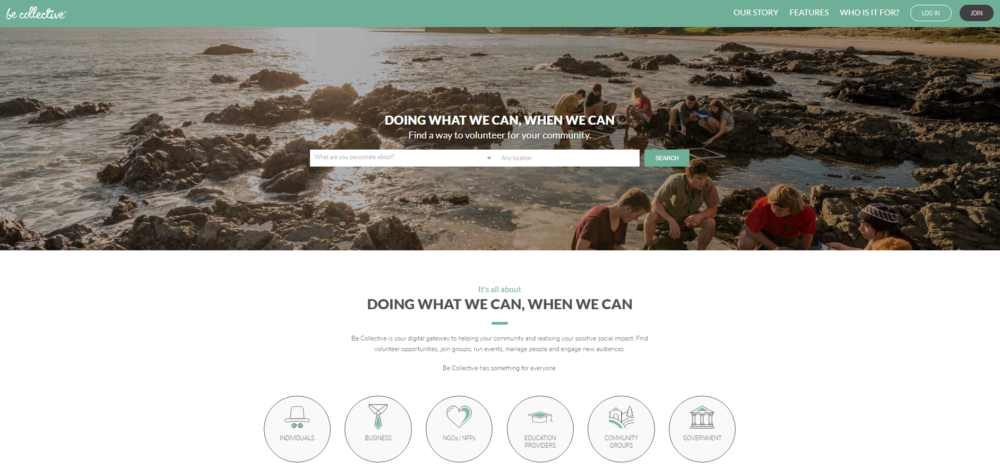 be collective®
OUR STORY
FEATURES
WHO IS IT FOR?
LOG IN
JOIN
DOING WHAT WE CAN, WHEN WE CAN
Find a way to volunteer for your community.
What are you passionate about?
Any location
SEARCH
It's all about
DOING WHAT WE CAN, WHEN WE CAN
Be Collective is your digital gateway to helping your community and realising your positive social impact. Find
volunteer opportunities, join groups, run events, manage people and engage new audiences.
Be Collective has something for everyone.
INDIVIDUALS
BUSINESS
NGOs / NFPs
EDUCATION
PROVIDERS
COMMUNITY
GROUPS
GOVERNMENT